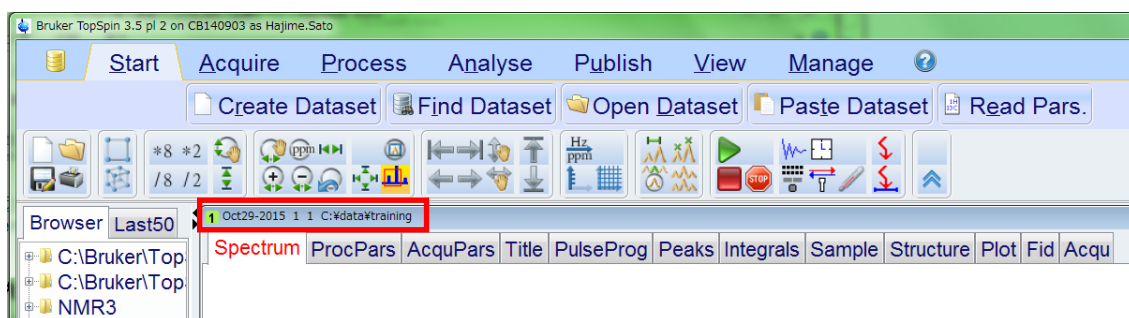 Bruker TopSpin 3.5 pl 2 on CB140903 as Hajime.Sato
Start Acquire Process Analyse Publish View Manage
Create Dataset Find Dataset Open Dataset Paste Dataset Read Pars.
*8 *2 ppm Hz, ppm
/8 /2 STOP
Browser Last50 1 Oct29-2015 1 1 C:¥data¥training
Spectrum ProcPars AcquPars Title PulseProg Peaks Integrals Sample Structure Plot Fid Acqu
C:\Bruker\Top
C:\Bruker\Top
NMR3